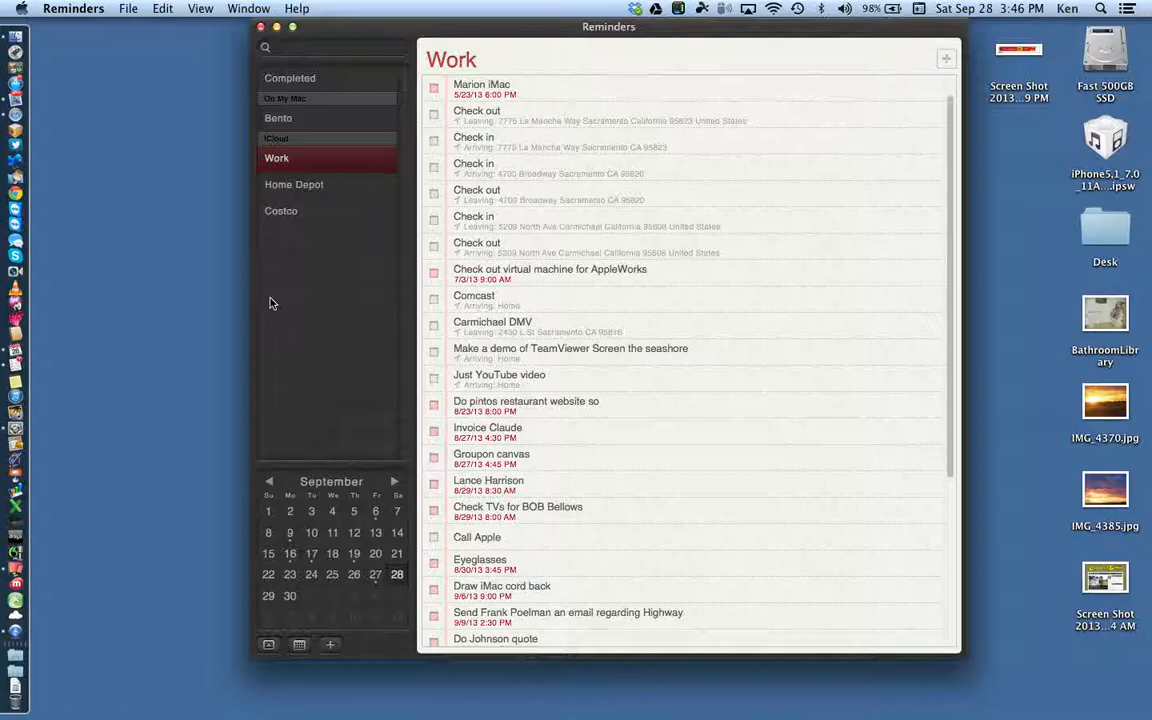 Reminders File Edit View Window Help
98% Sat Sep 28 3:46 PM Ken
Reminders
Completed
On My Mac
Bento
iCloud
Work
Home Depot
Costco
September
Su Mo Tu We Th Fr Sa
1 2 3 4 5 6 7
8 9 10 11 12 13 14
15 16 17 18 19 20 21
22 23 24 25 26 27 28
29 30
Work
Marion iMac
5/23/13 6:00 PM
Check out
Leaving: 7775 La Mancha Way Sacramento California 95823 United States
Check in
Arriving: 7775 La Mancha Way Sacramento CA 95823
Check in
Arriving: 4700 Broadway Sacramento CA 95820
Check out
Leaving: 4700 Broadway Sacramento CA 95820
Check in
Arriving: 5209 North Ave Carmichael California 95608 United States
Check out
Arriving: 5209 North Ave Carmichael California 95608 United States
Check out virtual machine for AppleWorks
7/3/13 9:00 AM
Comcast
Arriving: Home
Carmichael DMV
Leaving: 2430 L St Sacramento CA 95816
Make a demo of TeamViewer Screen the seashore
Arriving: Home
Just YouTube video
Arriving: Home
Do pintos restaurant website so
8/23/13 8:00 PM
Invoice Claude
8/27/13 4:30 PM
Groupon canvas
8/27/13 4:45 PM
Lance Harrison
8/29/13 8:30 AM
Check TVs for BOB Bellows
8/29/13 8:00 AM
Call Apple
Eyeglasses
8/30/13 3:45 PM
Draw iMac cord back
9/6/13 9:00 PM
Send Frank Poelman an email regarding Highway
9/9/13 2:30 PM
Do Johnson quote
Screen Shot
2013...9 PM
Fast 500GB
SSD
iPhone5,1_7.0
_11A....ipsw
Desk
BathroomLibr
ary
IMG_4370.jpg
IMG_4385.jpg
Screen Shot
2013...4 AM